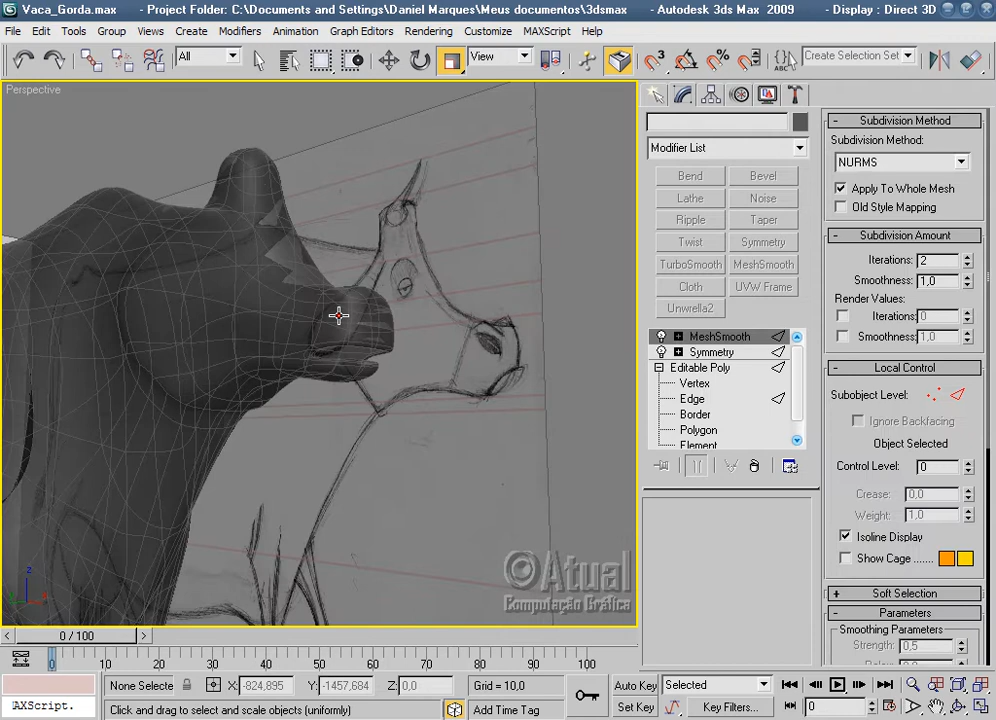 Vaca_Gorda.max - Project Folder: C:\Documents and Settings\Daniel Marques\Meus documentos\3dsmax - Autodesk 3ds Max 2009 - Display : Direct 3D
File Edit Tools Group Views Create Modifiers Animation Graph Editors Rendering Customize MAXScript Help
All View Create Selection Set
Perspective
Modifier List
Bend Bevel
Lathe Noise
Ripple Taper
Twist Symmetry
TurboSmooth MeshSmooth
Cloth UVW Frame
Unwrella2
MeshSmooth
Symmetry
Editable Poly
Vertex
Edge
Border
Polygon
Element
Subdivision Method
Subdivision Method:
NURMS
Apply To Whole Mesh
Old Style Mapping
Subdivision Amount
Iterations: 2
Smoothness: 1,0
Render Values:
Iterations: 0
Smoothness: 1,0
Local Control
Subobject Level:
Ignore Backfacing
Object Selected
Control Level: 0
Crease: 0,0
Weight: 1,0
Isoline Display
Show Cage .......
Soft Selection
Parameters
Smoothing Parameters
Strength: 0,5
©Atual
Computação Gráfica
z
< 0 / 100 >
0 10 20 30 40 50 60 70 80 90 100
None Selecte X: -824,895 Y: -1457,684 Z: 0,0 Grid = 10,0 Auto Key Selected
AXScript. Click and drag to select and scale objects (uniformly) Add Time Tag Set Key Key Filters... 0